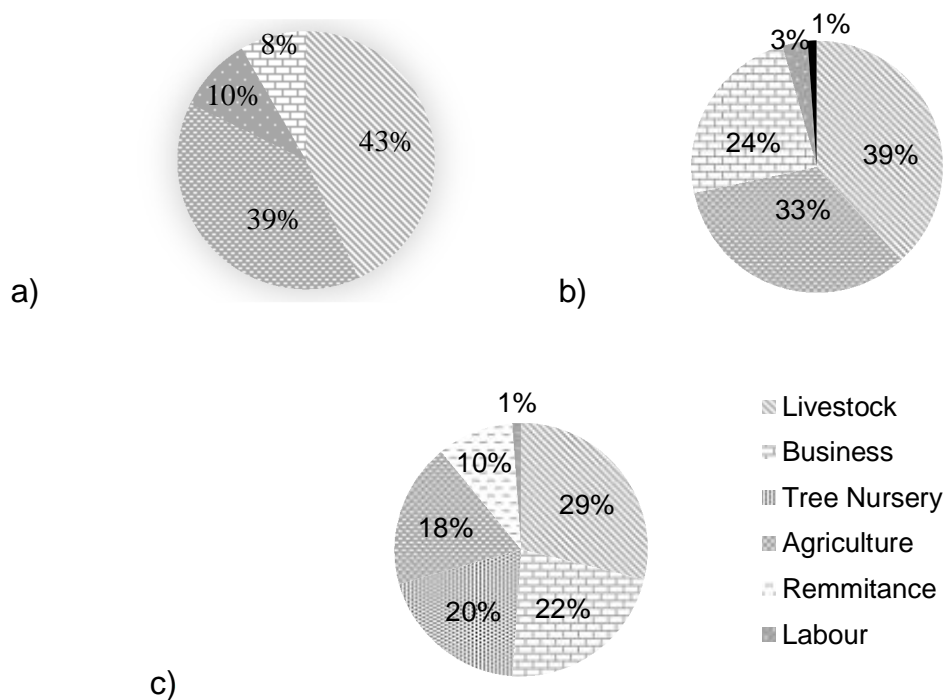 8%
10%
43%
39%
a)
1%
3%
24%
39%
33%
b)
1%
10%
29%
18%
20%
22%
c)
Livestock
Business
Tree Nursery
Agriculture
Remmitance
Labour